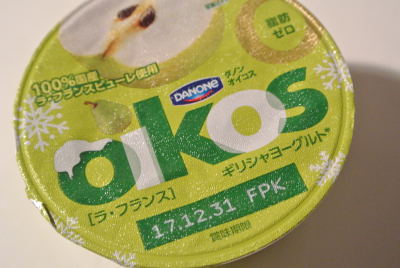 脂肪
ゼロ
100%国産
ラ・フランスピューレ使用
DANONE
ダノン
オイコス
oikos
ギリシャヨーグルト*
[ラ・フランス]
17.12.31 FPK
賞味期限